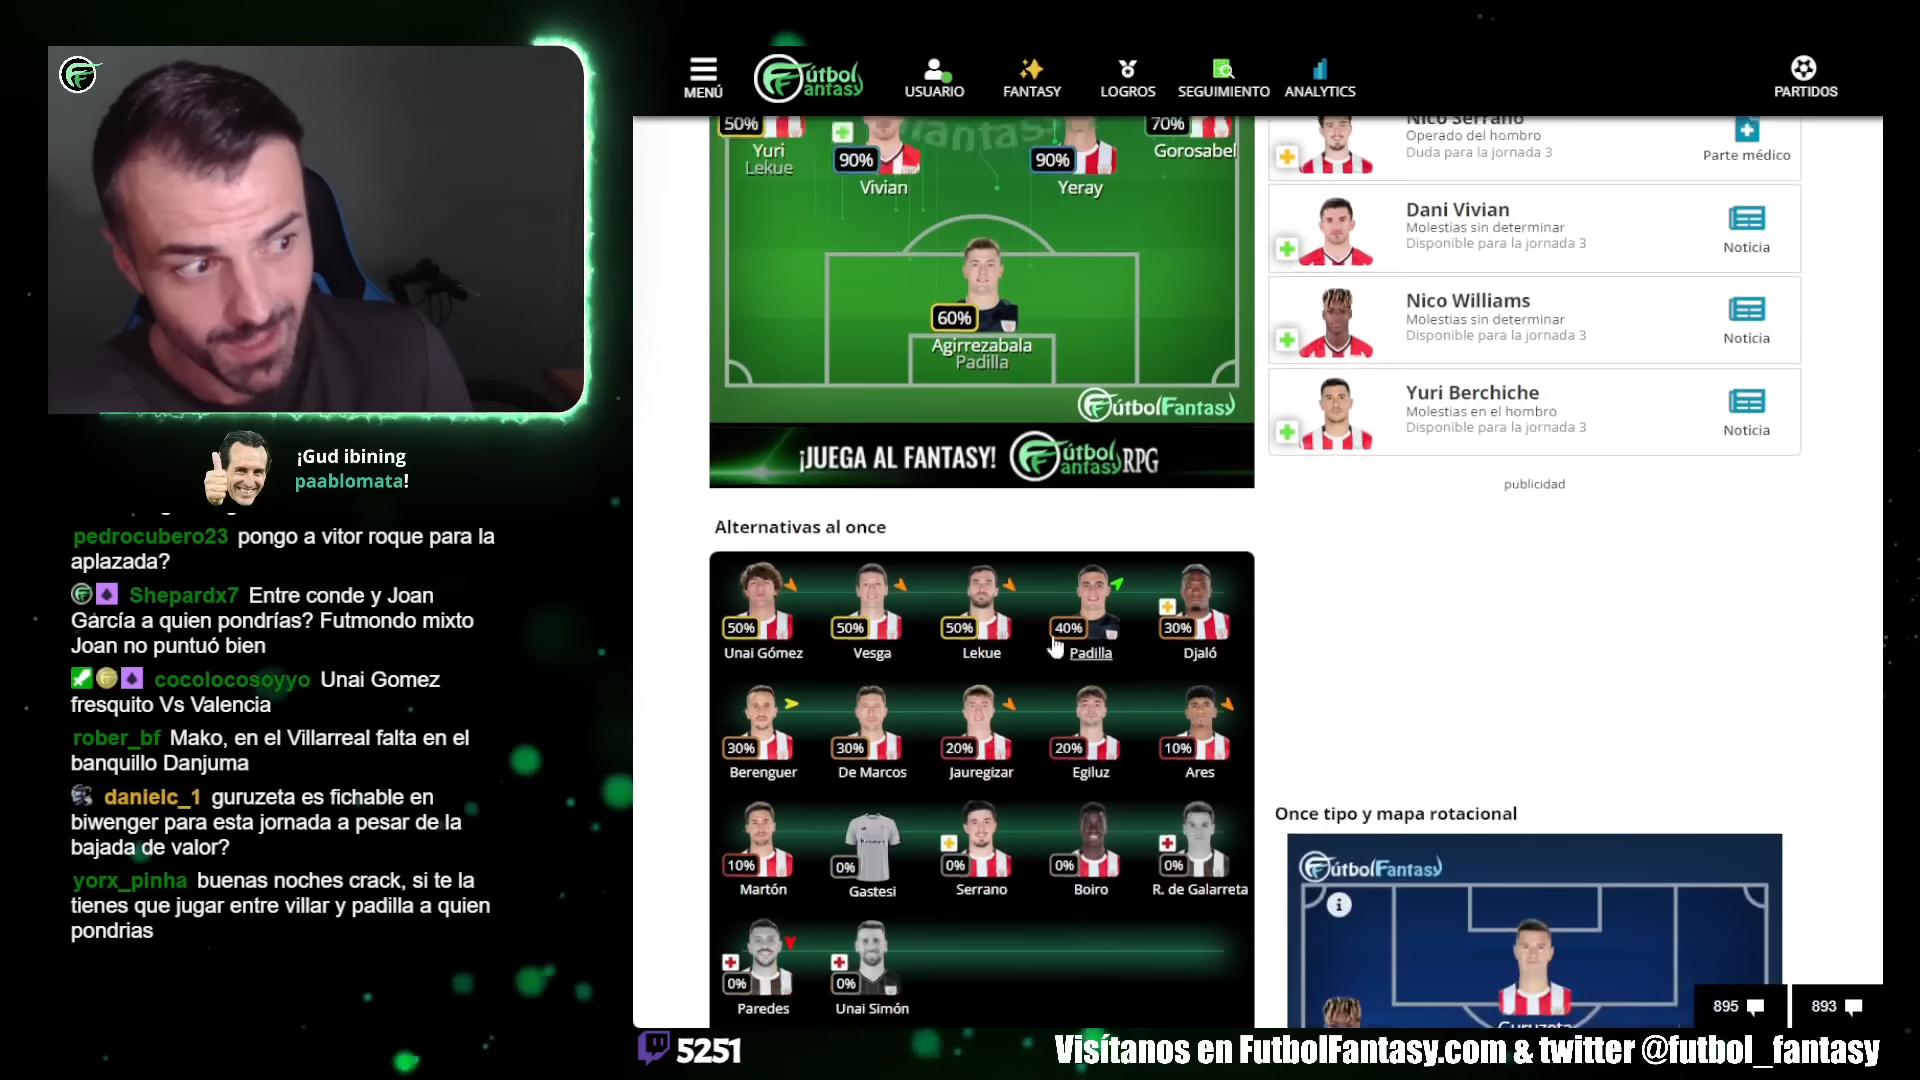 MENÚ
Fútbol Fantasy
USUARIO
FANTASY
LOGROS
SEGUIMIENTO
ANALYTICS
PARTIDOS
¡Gud ibining
paablomata!
pedrocubero23 pongo a vitor roque para la
aplazada?
Shepardx7 Entre conde y Joan
García a quien pondrías? Futmondo mixto
Joan no puntuó bien
cocolocosoyyo Unai Gomez
fresquito Vs Valencia
rober_bf Mako, en el Villarreal falta en el
banquillo Danjuma
danielc_1 guruzeta es fichable en
biwenger para esta jornada a pesar de la
bajada de valor?
yorx_pinha buenas noches crack, si te la
tienes que jugar entre villar y padilla a quien
pondrias
50%
Yuri
Lekue
90%
Vivian
90%
Yeray
70%
Gorosabel
60%
Agirrezabala
Padilla
FútbolFantasy
¡JUEGA AL FANTASY! Fútbol Fantasy RPG
Nico Serrano
Operado del hombro
Duda para la jornada 3
Parte médico
Dani Vivian
Molestias sin determinar
Disponible para la jornada 3
Noticia
Nico Williams
Molestias sin determinar
Disponible para la jornada 3
Noticia
Yuri Berchiche
Molestias en el hombro
Disponible para la jornada 3
Noticia
publicidad
Alternativas al once
50% 50% 50% 40% 30%
Unai Gómez Vesga Lekue Padilla Djaló
30% 30% 20% 20% 10%
Berenguer De Marcos Jauregizar Egiluz Ares
10% 0% 0% 0% 0%
Martón Gastesi Serrano Boiro R. de Galarreta
0% 0%
Paredes Unai Simón
Once tipo y mapa rotacional
FútbolFantasy
Guruzeta
895 893
5251
Visítanos en FutbolFantasy.com & twitter @futbol_fantasy